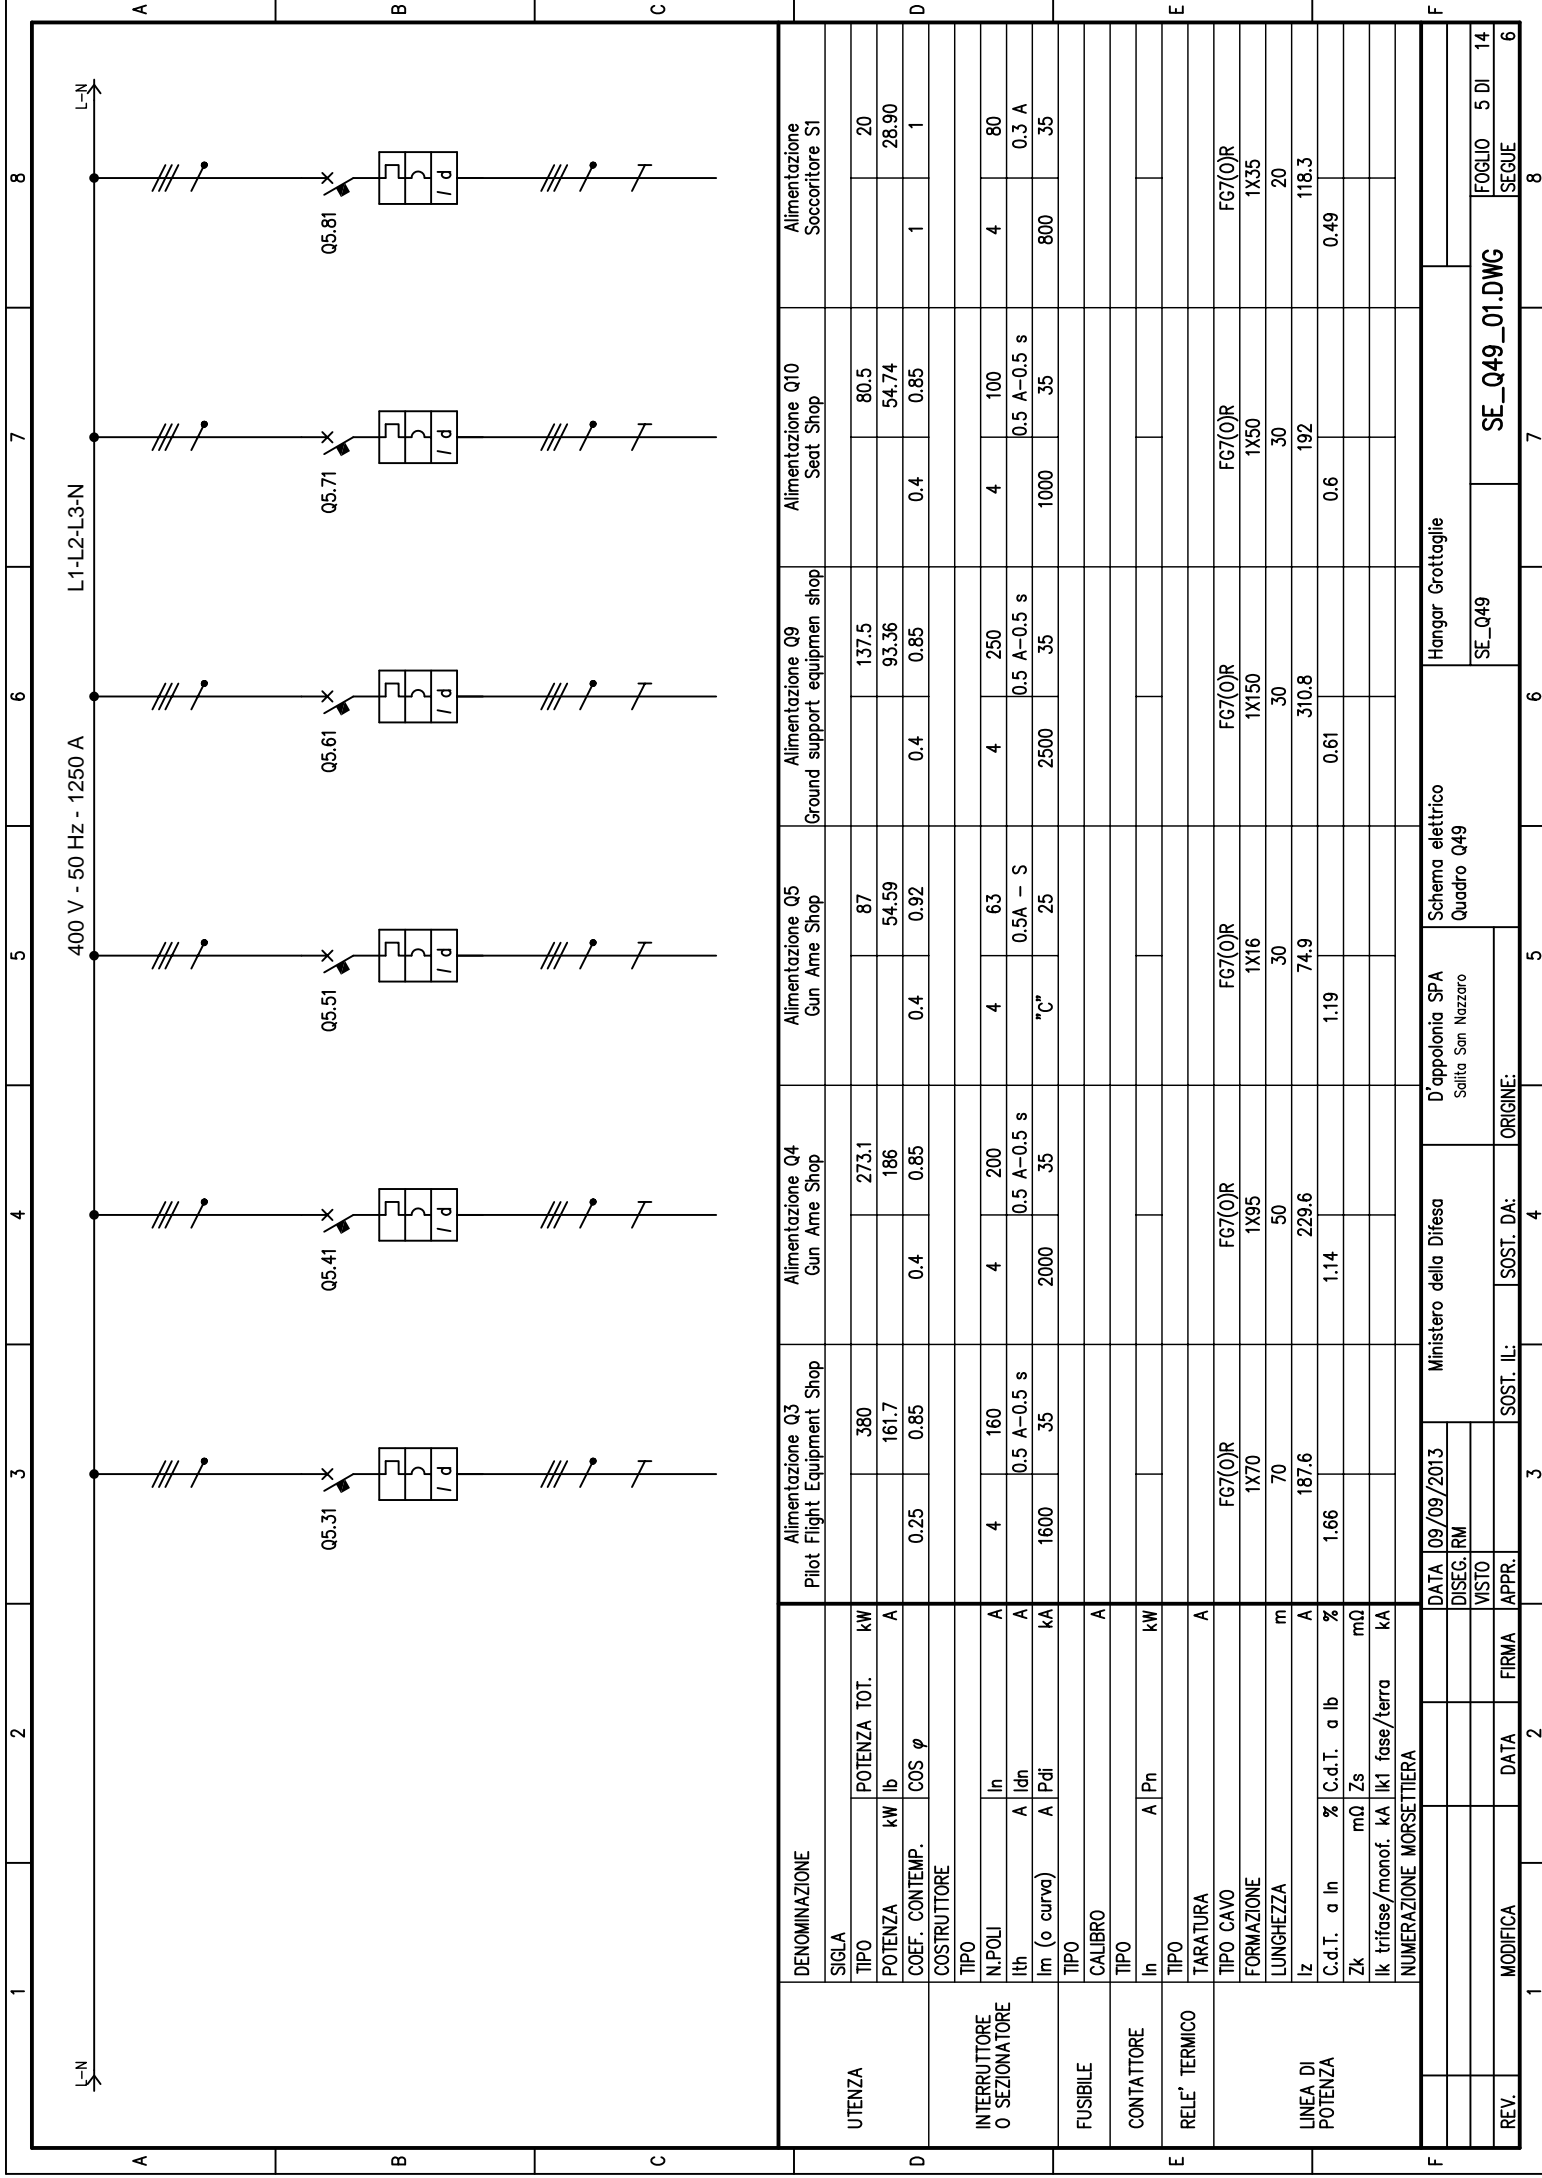 1 2 3 4 5 6 7 8
A A
B B
C C
D
D
E E
F F
L-N
400 V - 50 Hz - 1250 A L1-L2-L3-N
L-N
Q5.31 Q5.41 Q5.51 Q5.61 Q5.71 Q5.81
I d I d I d I d I d I d
UTENZA
DENOMINAZIONE Alimentazione Q3 Alimentazione Q4 Alimentazione Q5 Alimentazione Q9 Alimentazione Q10 Alimentazione
Pilot Flight Equipment Shop Gun Ame Shop Gun Ame Shop Ground support equipmen shop Seat Shop Soccoritore S1
SIGLA
TIPO POTENZA TOT. kW 380 273.1 87 137.5 80.5 20
POTENZA kW Ib A 161.7 186 54.59 93.36 54.74 28.90
COEF. CONTEMP. COS φ 0.25 0.85 0.4 0.85 0.4 0.92 0.4 0.85 0.4 0.85 1 1
INTERRUTTORE
O SEZIONATORE
COSTRUTTORE
TIPO
N.POLI In A 4 160 4 200 4 63 4 250 4 100 4 80
Ith A Idn A 0.5 A-0.5 s 0.5 A-0.5 s 0.5A - S 0.5 A-0.5 s 0.5 A-0.5 s 0.3 A
Im (o curva) A Pdi kA 1600 35 2000 35 "C" 25 2500 35 1000 35 800 35
FUSIBILE
TIPO
CALIBRO A
CONTATTORE
TIPO
In A Pn kW
RELE' TERMICO
TIPO
TARATURA A
LINEA DI
POTENZA
TIPO CAVO FG7(O)R FG7(O)R FG7(O)R FG7(O)R FG7(O)R FG7(O)R
FORMAZIONE 1X70 1X95 1X16 1X150 1X50 1X35
LUNGHEZZA m 70 50 30 30 30 20
Iz A 187.6 229.6 74.9 310.8 192 118.3
C.d.T. a In % C.d.T. a Ib % 1.66 1.14 1.19 0.61 0.6 0.49
Zk mΩ Zs mΩ
Ik trifase/monof. kA Ik1 fase/terra kA
NUMERAZIONE MORSETTIERA
REV. MODIFICA DATA FIRMA
DATA 09/09/2013
DISEG. RM
VISTO
APPR.
Ministero della Difesa
SOST. IL: SOST. DA: ORIGINE:
D'appolonia SPA
Salita San Nazzaro
Schema elettrico
Quadro Q49
Hangar Grottaglie
SE_Q49
SE_Q49_01.DWG
FOGLIO 5 DI 14
SEGUE 6
1 2 3 4 5 6 7 8